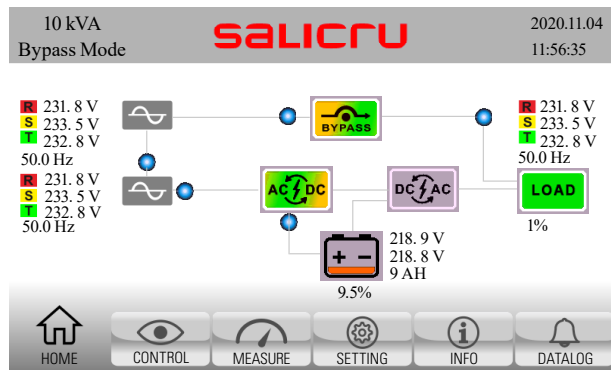 10 kVA
Bypass Mode
SALICRU
2020.11.04
11:56:35
R 231. 8 V
S 233. 5 V
T 232. 8 V
50.0 Hz
BYPASS
R 231. 8 V
S 233. 5 V
T 232. 8 V
50.0 Hz
R 231. 8 V
S 233. 5 V
T 232. 8 V
50.0 Hz
AC DC
DC AC
LOAD
1%
+ −
218. 9 V
218. 8 V
9 AH
9.5%
HOME
CONTROL
MEASURE
SETTING
INFO
DATALOG